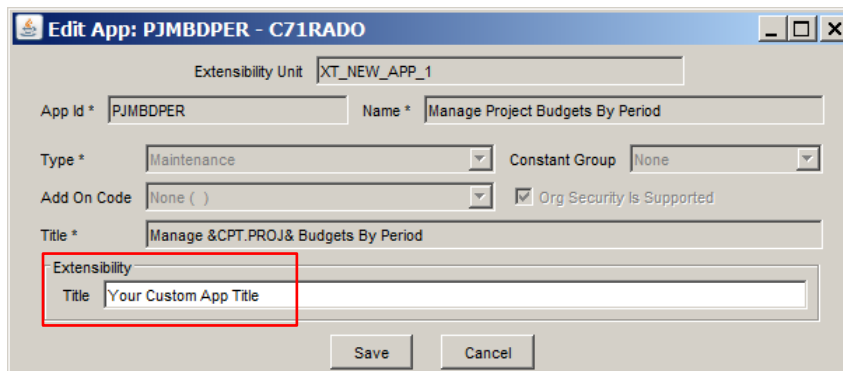 Edit App: PJMBDPER - C71RADO
Extensibility Unit XT_NEW_APP_1
App Id * PJMBDPER Name * Manage Project Budgets By Period
Type * Maintenance Constant Group None
Add On Code None ( ) Org Security Is Supported
Title * Manage &CPT.PROJ& Budgets By Period
Extensibility
Title Your Custom App Title
Save Cancel